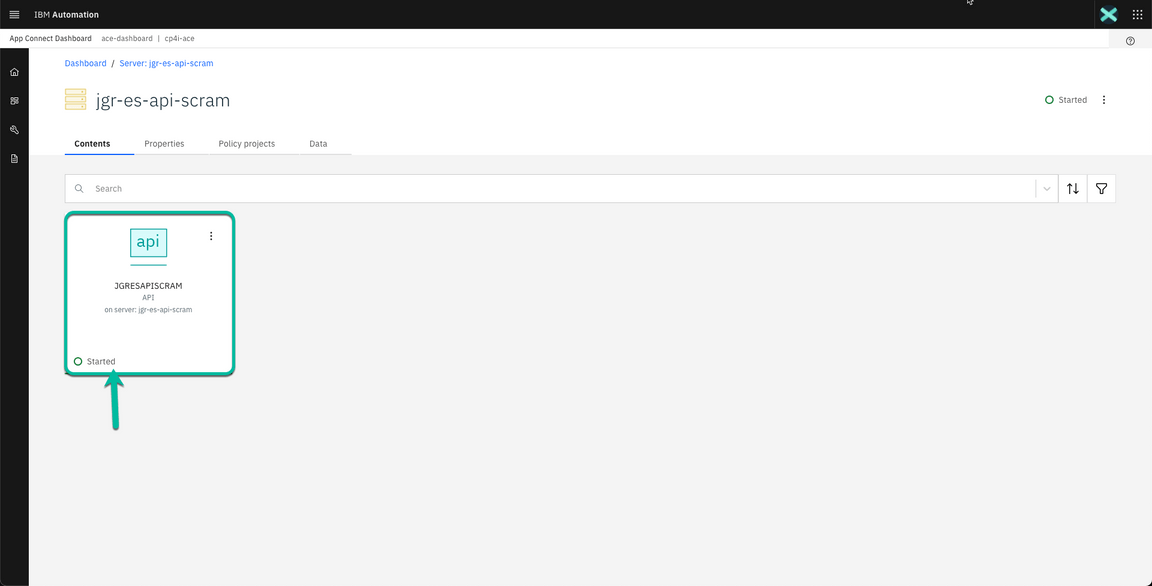 IBM Automation
App Connect Dashboard ace-dashboard | cp4i-ace
Dashboard / Server: jgr-es-api-scram
jgr-es-api-scram
Started
Contents Properties Policy projects Data
Search
api
JGRESAPISCRAM
API
on server: jgr-es-api-scram
Started